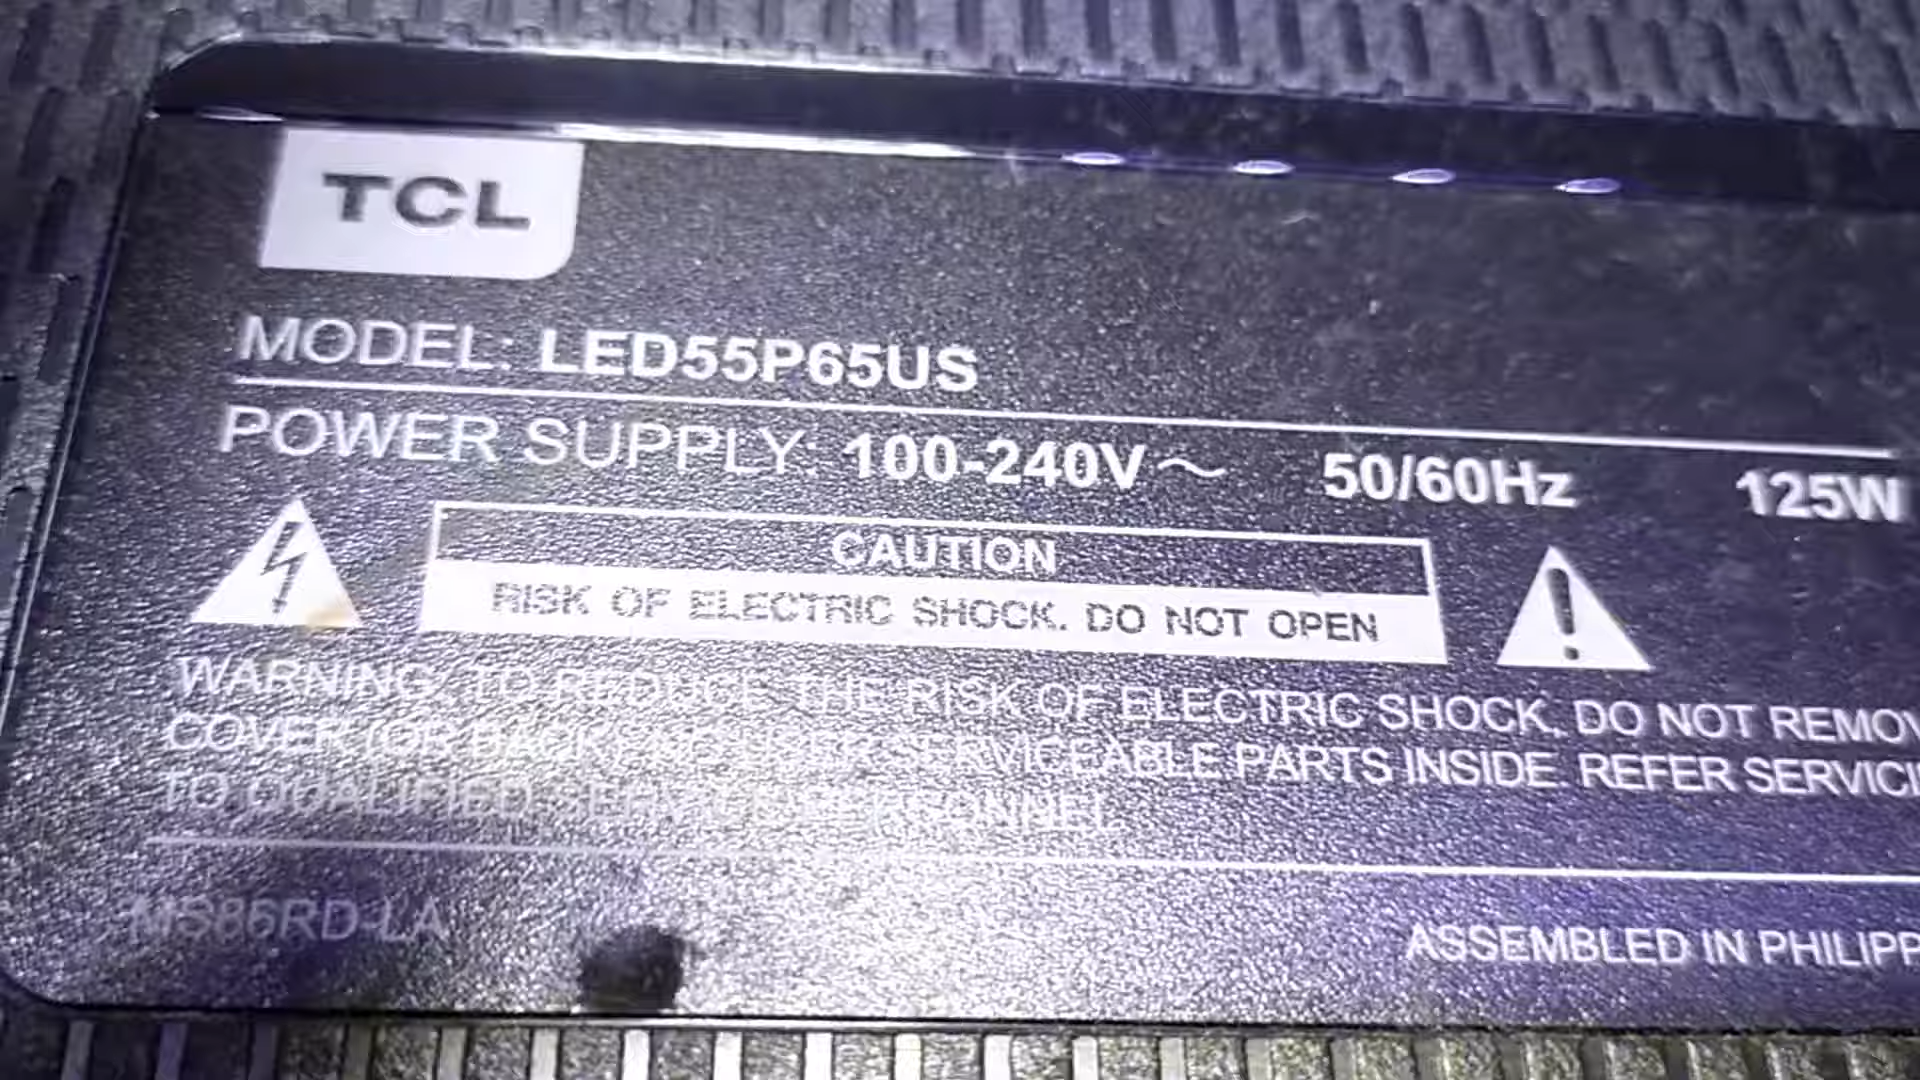 TCL
MODEL: LED55P65US
POWER SUPPLY: 100-240V~ 50/60Hz 125W
CAUTION
RISK OF ELECTRIC SHOCK. DO NOT OPEN
WARNING: TO REDUCE THE RISK OF ELECTRIC SHOCK, DO NOT REMOV
COVER (OR BACK). NO USER SERVICEABLE PARTS INSIDE. REFER SERVICI
TO QUALIFIED SERVICE PERSONNEL
MS86RD-LA
ASSEMBLED IN PHILIPP